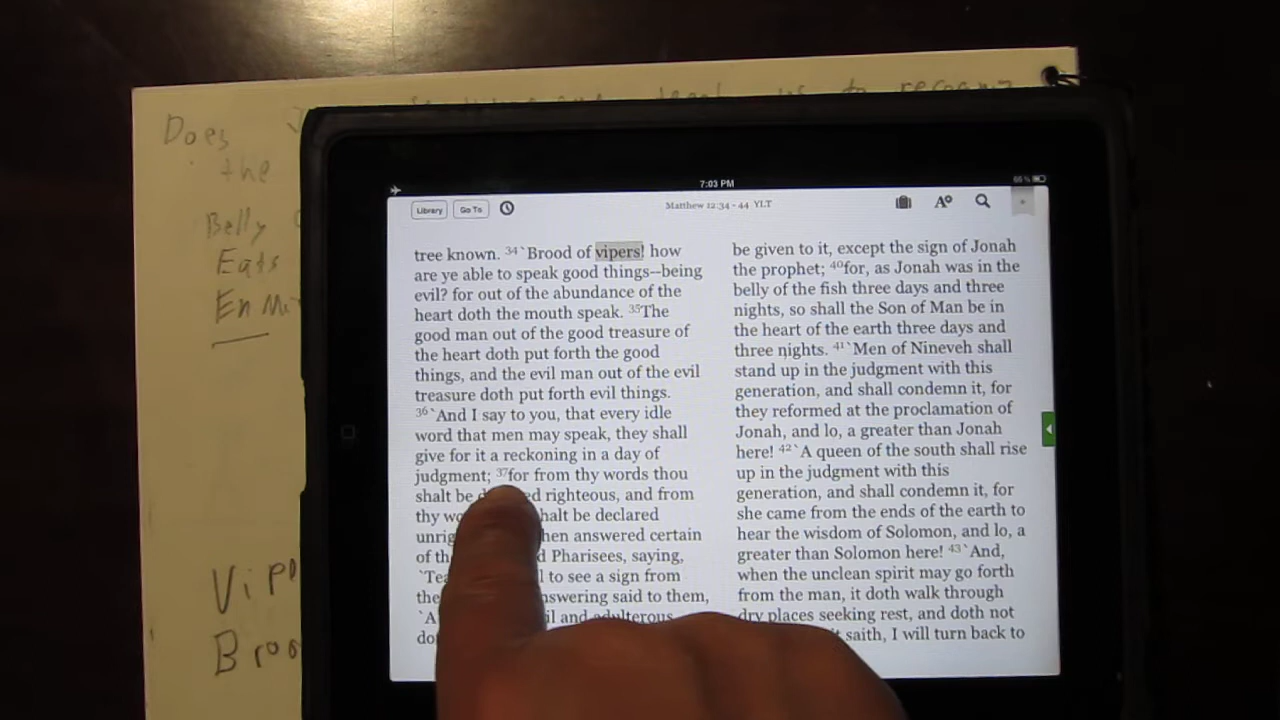 Does
the
Belly
Eats
Vip
Broo
7:03 PM
66%
Library
Go To
Matthew 12:34 - 44 YLT
tree known. 34 `Brood of vipers! how
are ye able to speak good things--being
evil? for out of the abundance of the
heart doth the mouth speak. 35The
good man out of the good treasure of
the heart doth put forth the good
things, and the evil man out of the evil
treasure doth put forth evil things.
36 `And I say to you, that every idle
word that men may speak, they shall
give for it a reckoning in a day of
judgment; 37for from thy words thou
shalt be righteous, and from
thy halt be declared
hen answered certain
of the d Pharisees, saying,
`Tea l to see a sign from
the nswering said to them,
`A il and adulterous
be given to it, except the sign of Jonah
the prophet; 40for, as Jonah was in the
belly of the fish three days and three
nights, so shall the Son of Man be in
the heart of the earth three days and
three nights. 41 `Men of Nineveh shall
stand up in the judgment with this
generation, and shall condemn it, for
they reformed at the proclamation of
Jonah, and lo, a greater than Jonah
here! 42 `A queen of the south shall rise
up in the judgment with this
generation, and shall condemn it, for
she came from the ends of the earth to
hear the wisdom of Solomon, and lo, a
greater than Solomon here! 43 `And,
when the unclean spirit may go forth
from the man, it doth walk through
dry places seeking rest, and doth not
saith, I will turn back to